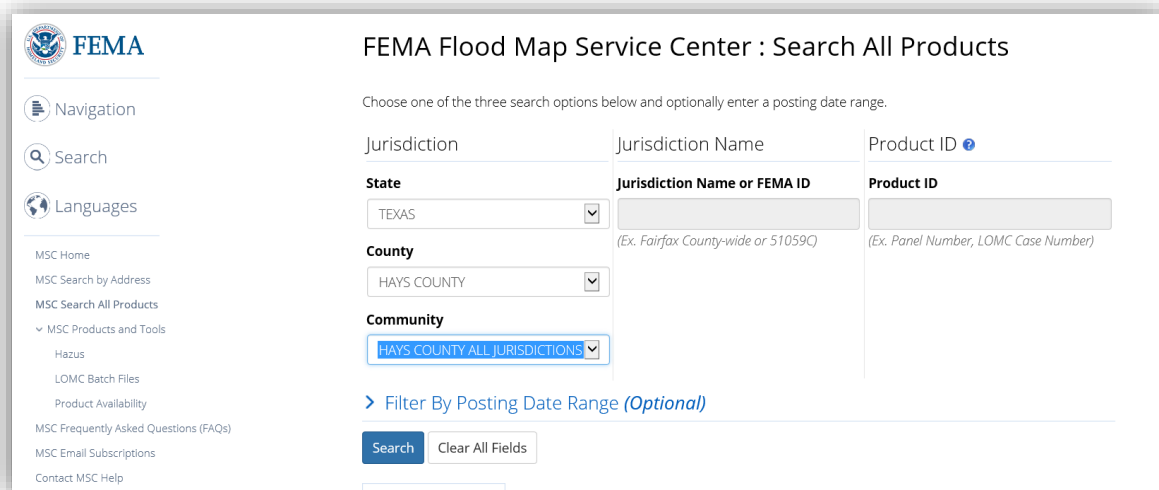 FEMA
Navigation
Search
Languages
MSC Home
MSC Search by Address
MSC Search All Products
MSC Products and Tools
Hazus
LOMC Batch Files
Product Availability
MSC Frequently Asked Questions (FAQs)
MSC Email Subscriptions
Contact MSC Help
FEMA Flood Map Service Center : Search All Products
Choose one of the three search options below and optionally enter a posting date range.
Jurisdiction
State
TEXAS
County
HAYS COUNTY
Community
HAYS COUNTY ALL JURISDICTIONS
Jurisdiction Name
Jurisdiction Name or FEMA ID
(Ex. Fairfax County-wide or 51059C)
Product ID ?
Product ID
(Ex. Panel Number, LOMC Case Number)
Filter By Posting Date Range (Optional)
Search
Clear All Fields